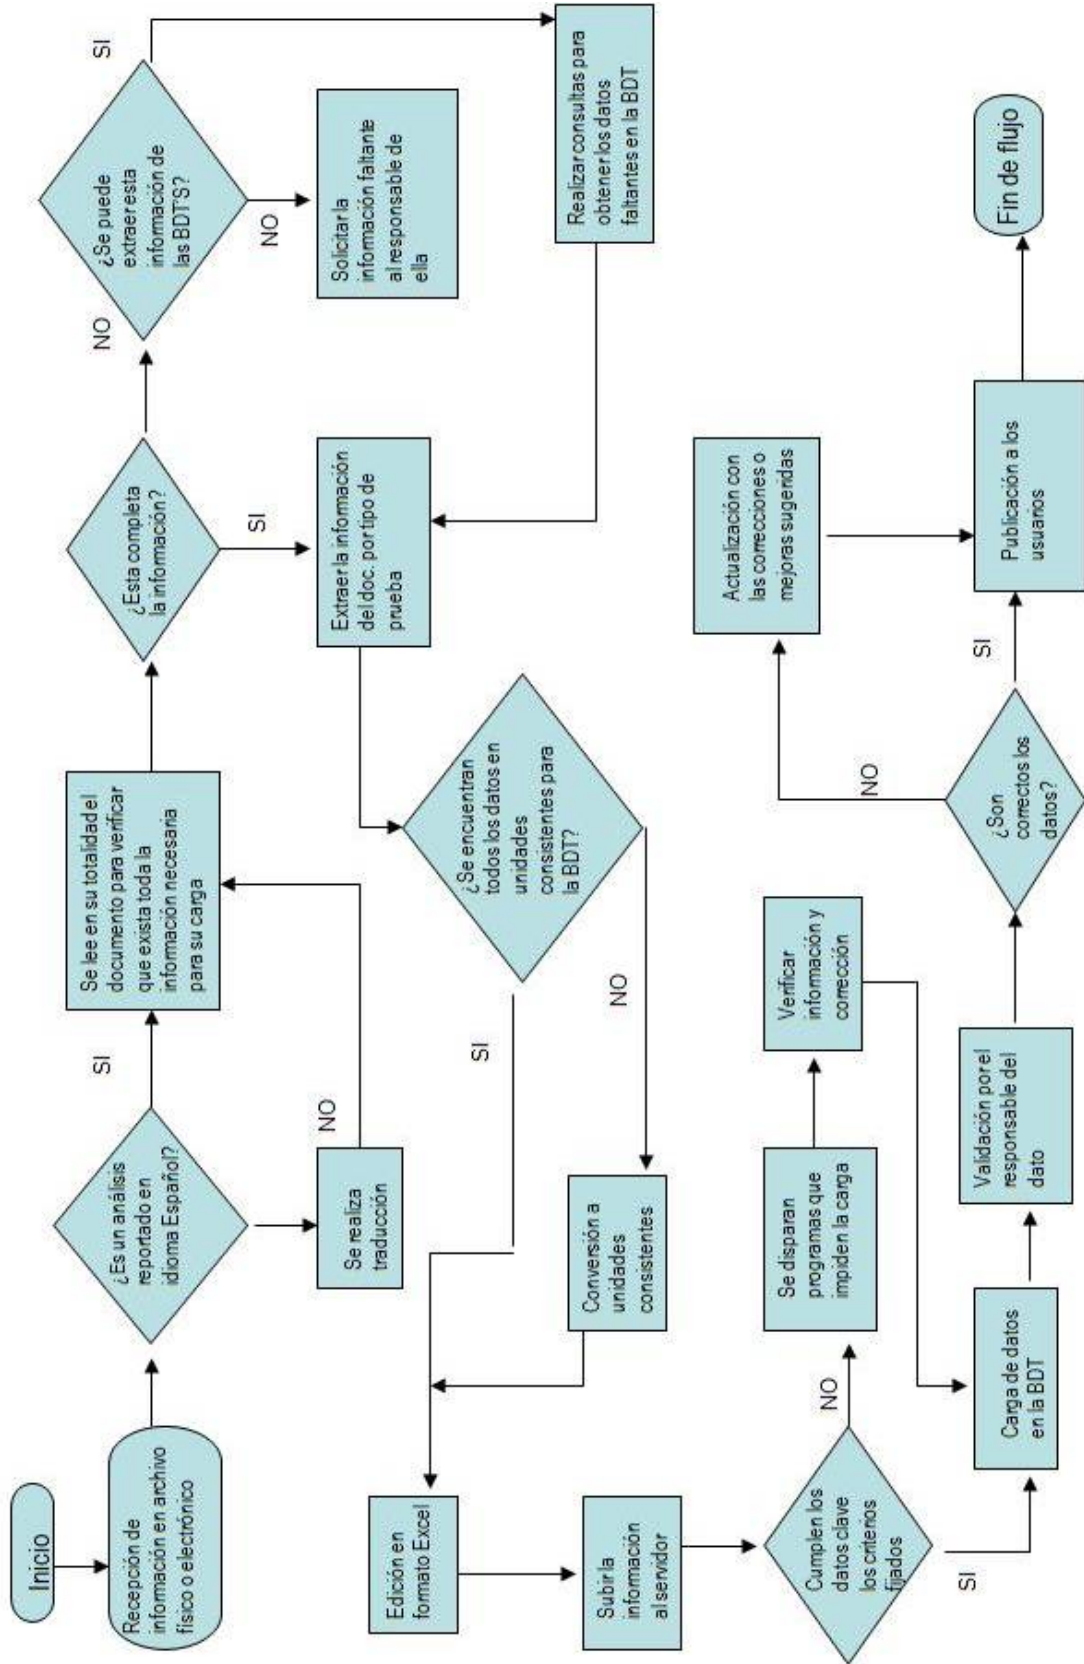 Inicio
Recepción de
información en archivo
físico o electrónico
¿Es un análisis
reportado en
idioma Español?
SI
NO
Se realiza
traducción
Se lee en su totalidad el
documento para verificar
que exista toda la
información necesaria
para su carga
¿Esta completa
la información?
NO
SI
¿Se puede
extraer esta
información de
las BDT'S?
SI
NO
Solicitar la
información faltante
al responsable de
ella
Realizar consultas para
obtener los datos
faltantes en la BDT
Extraer la información
del doc. por tipo de
prueba
¿Se encuentran
todos los datos en
unidades
consistentes para
la BDT?
SI
NO
Conversión a
unidades
consistentes
Edición en
formato Excel
Subir la
información
al servidor
Cumplen los
datos clave
los criterios
fijados
NO
SI
Se disparan
programas que
impiden la carga
Verificar
información y
corrección
Carga de datos
en la BDT
Validación por el
responsable del
dato
¿Son
correctos los
datos?
NO
SI
Actualización con
las correcciones o
mejoras sugeridas
Publicación a los
usuarios
Fin de flujo